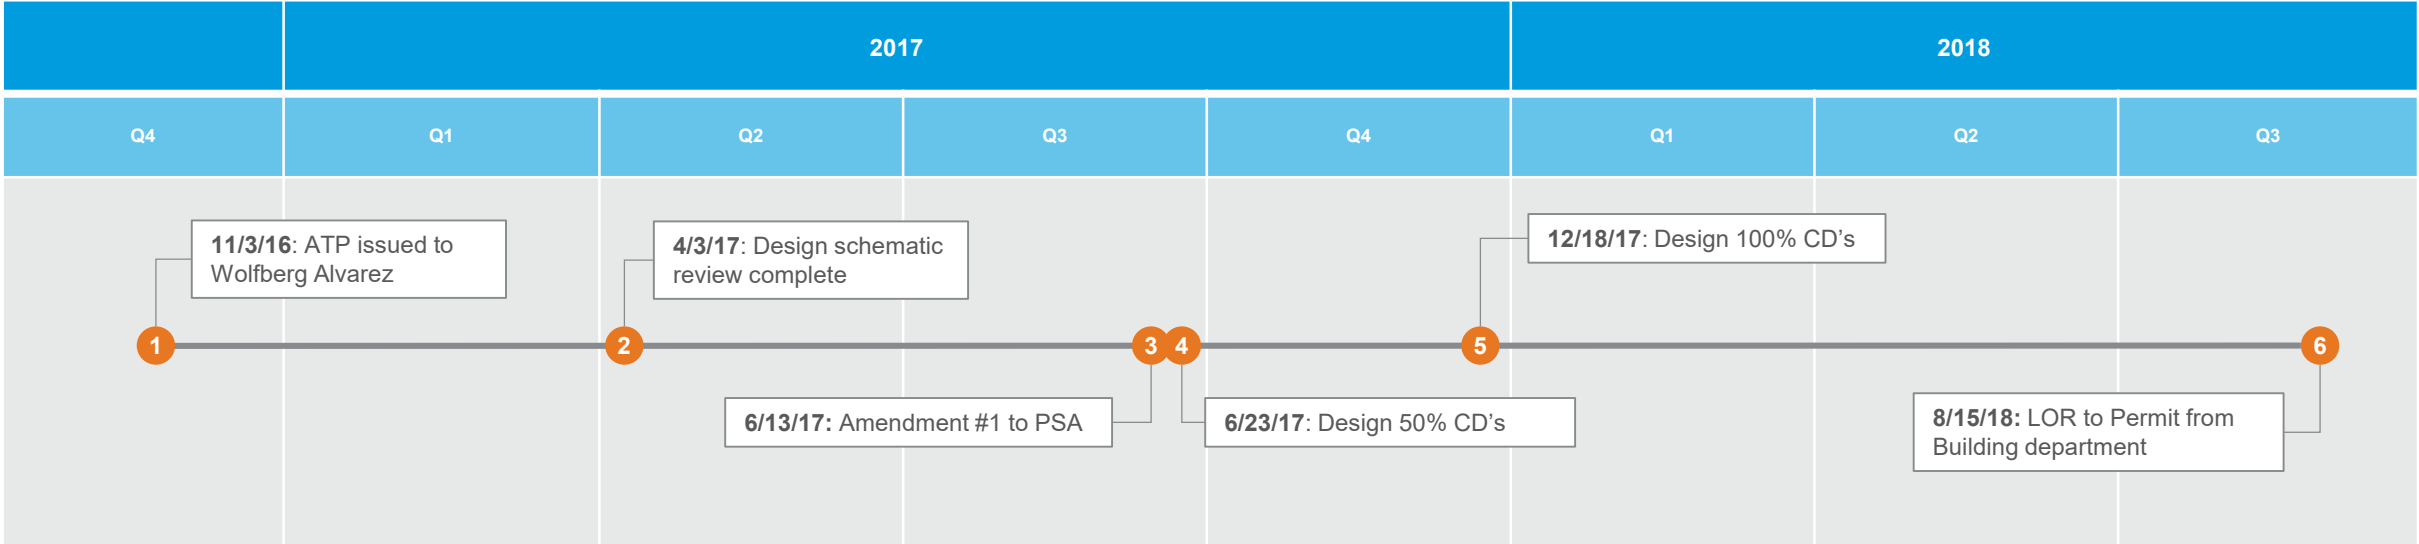 2017
2018
Q4
Q1
Q2
Q3
Q4
Q1
Q2
Q3
11/3/16: ATP issued to
Wolfberg Alvarez
4/3/17: Design schematic
review complete
12/18/17: Design 100% CD’s
1
2
3
4
5
6
6/13/17: Amendment #1 to PSA
6/23/17: Design 50% CD’s
8/15/18: LOR to Permit from
Building department